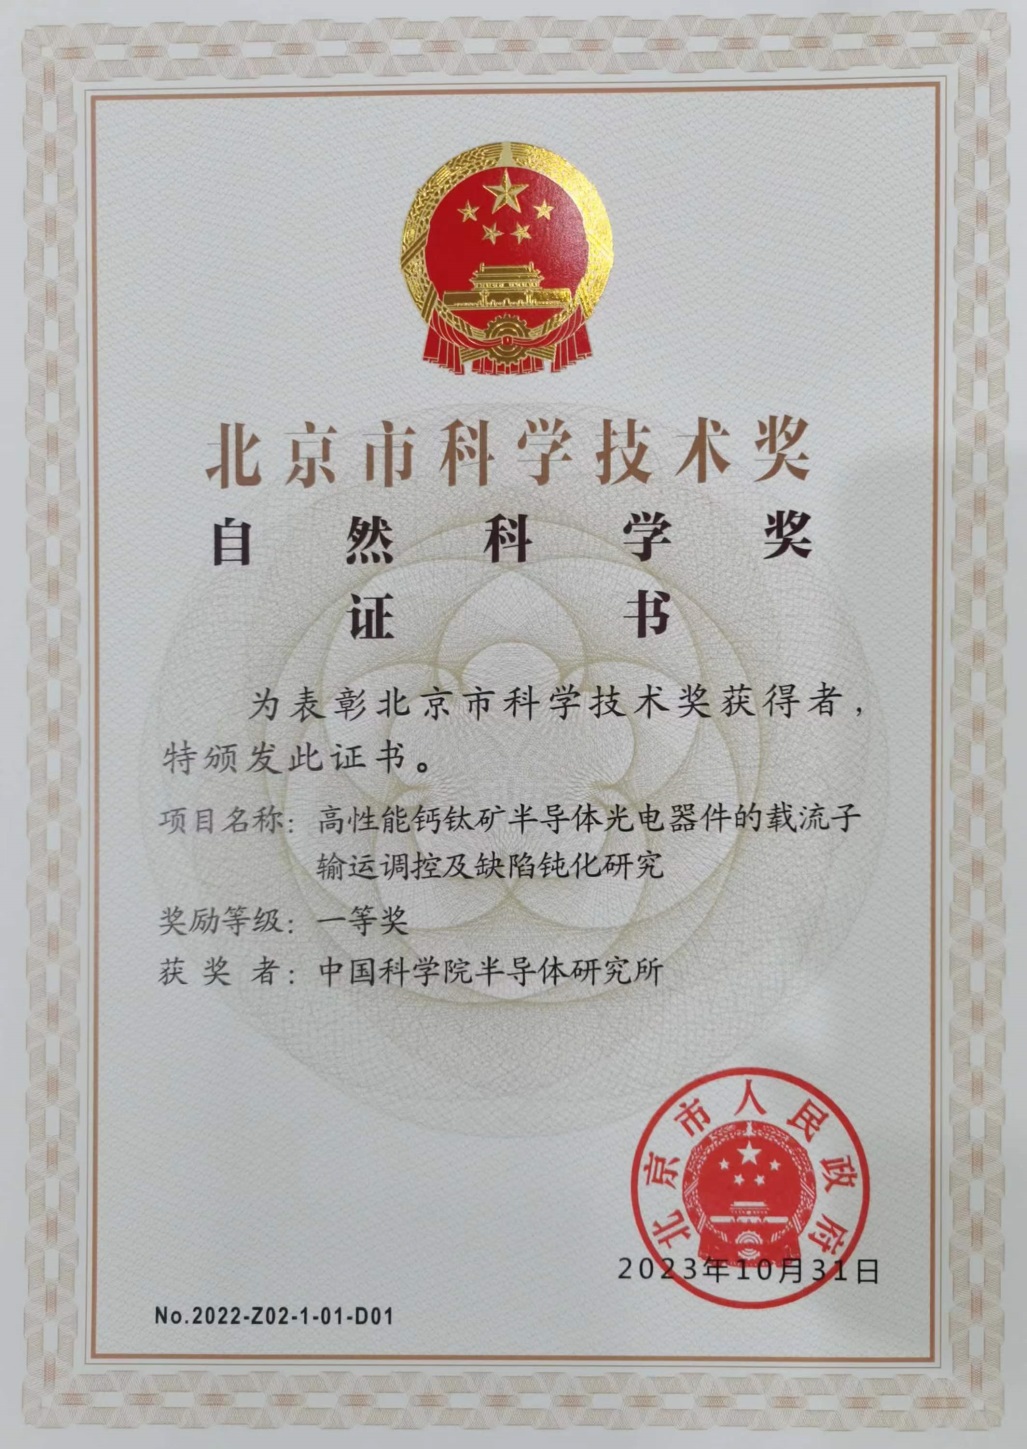 北京市科学技术奖
自然科学奖
证书
为表彰北京市科学技术奖获得者，
特颁发此证书。
项目名称：高性能钙钛矿半导体光电器件的载流子
输运调控及缺陷钝化研究
奖励等级：一等奖
获奖者：中国科学院半导体研究所
北京市人民政府
2023年10月31日
No.2022-Z02-1-01-D01